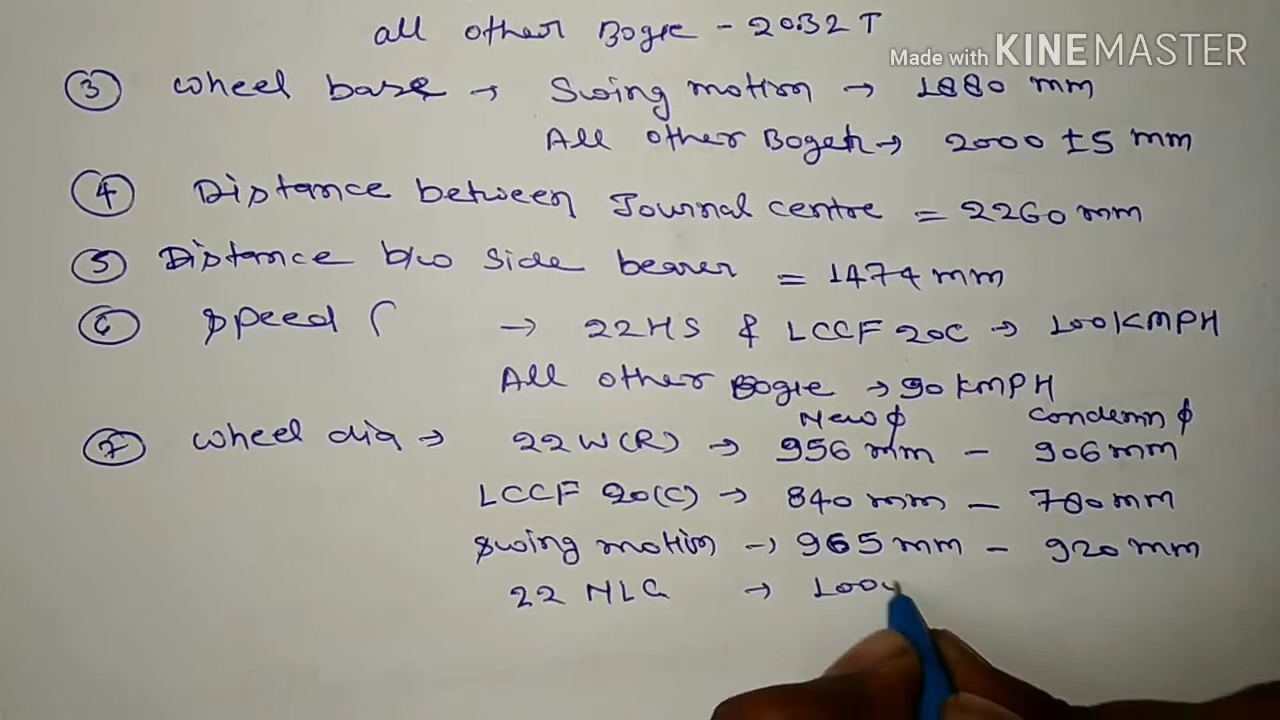 all other Bogie - 20.32 T
Made with KINEMASTER
③ wheel base → Swing motion → 1880 mm
All other Bogeh → 2000 ±5 mm
④ Distance between Journal centre = 2260 mm
⑤ Distance b/w side bearer = 1474 mm
⑥ speed ( → 22HS & LCCF 20C → 100 KMPH
All other Bogie → 90 KMPH
New ϕ Condemn ϕ
⑦ wheel dia → 22 W(R) → 956 mm - 906 mm
LCCF 20(C) → 840 mm - 780 mm
swing motion → 965 mm - 920 mm
22 NLC → 100